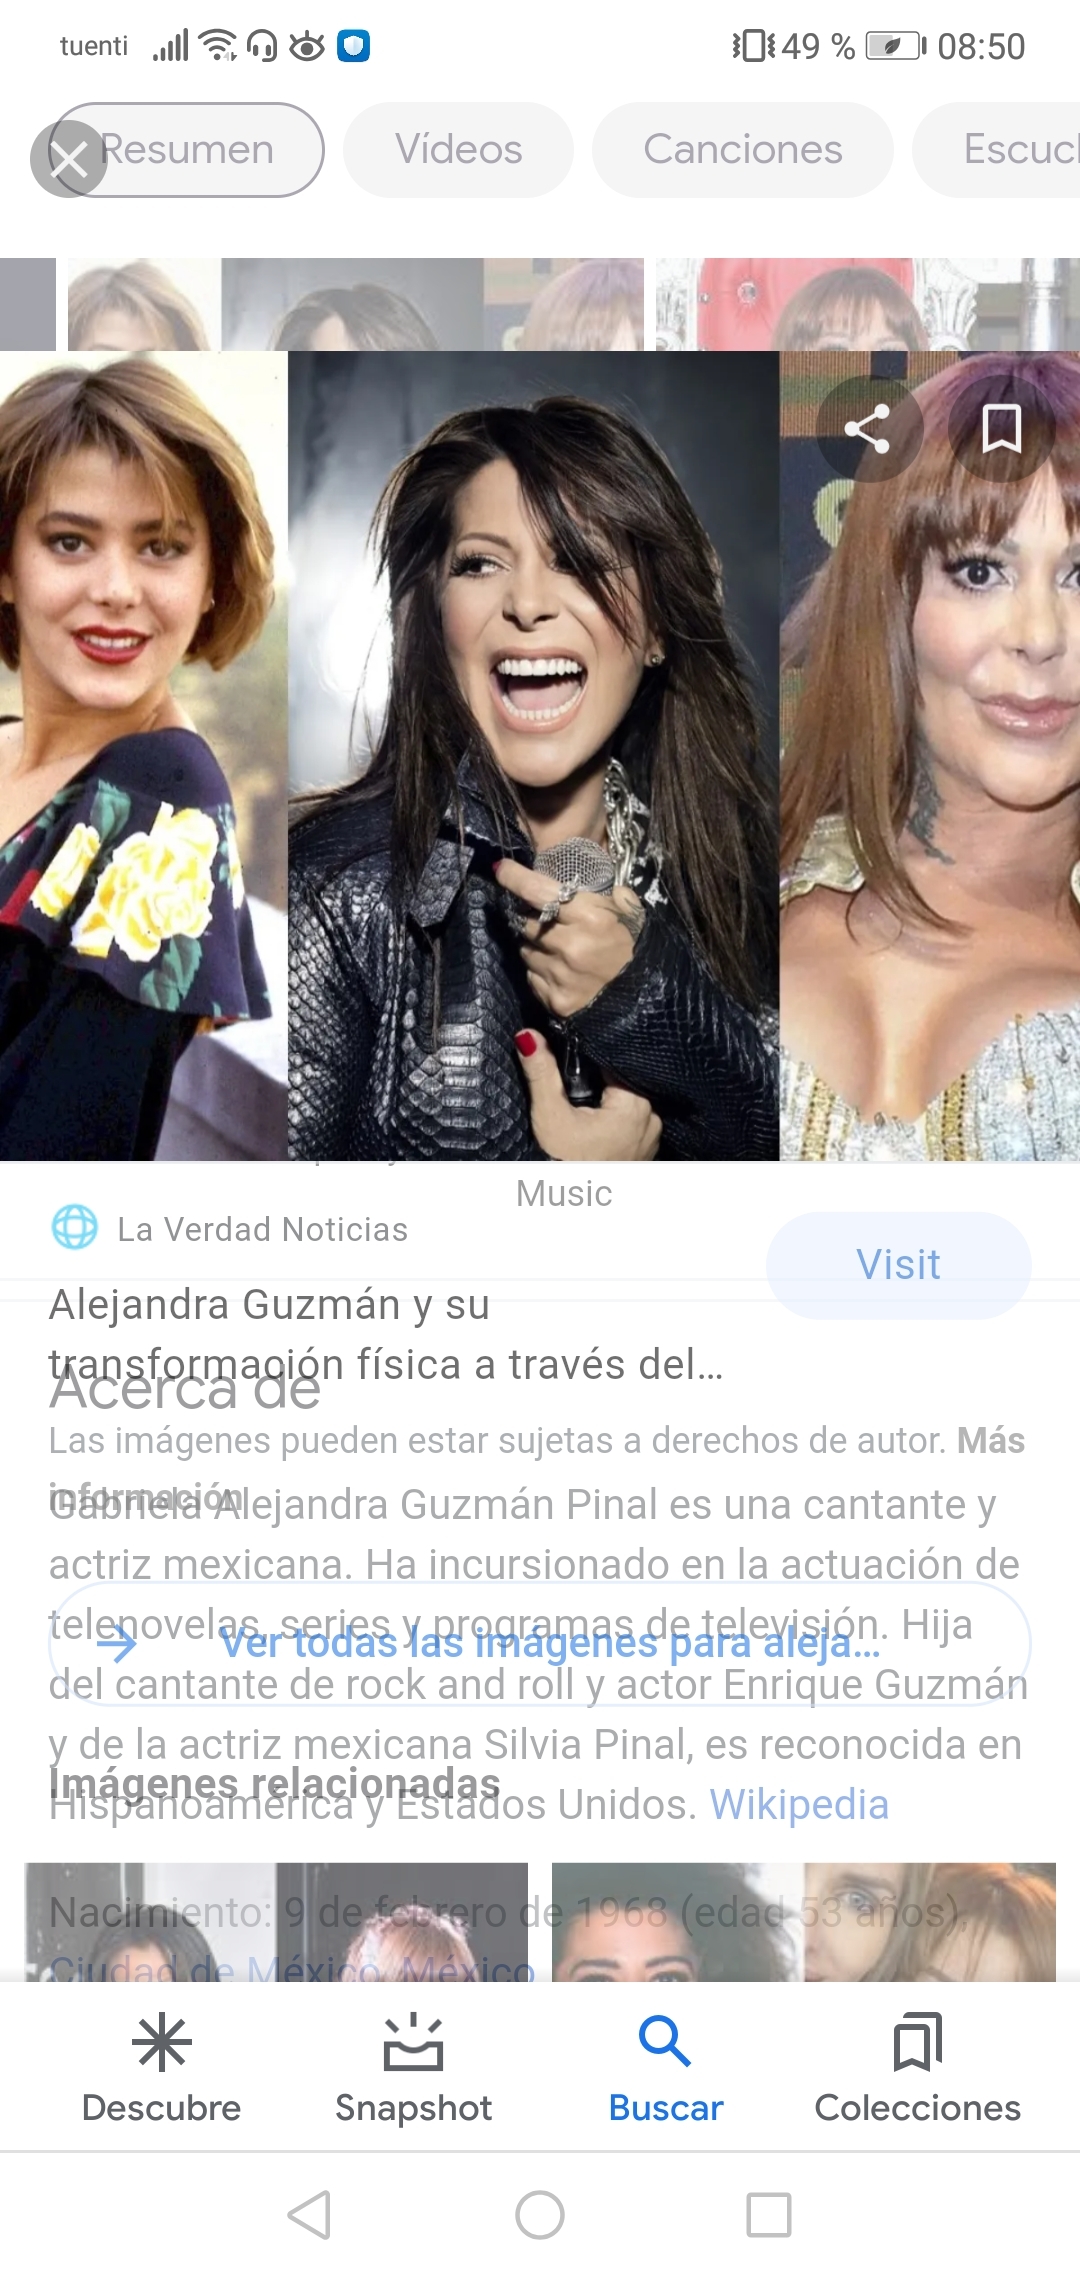 tuenti 49 % 08:50
Resumen Vídeos Canciones Escucl
Music
La Verdad Noticias
Visit
Alejandra Guzmán y su
transformación física a través del...
Acerca de
Las imágenes pueden estar sujetas a derechos de autor. Más
información
Gabriela Alejandra Guzmán Pinal es una cantante y
actriz mexicana. Ha incursionado en la actuación de
telenovelas, series y programas de televisión. Hija
Ver todas las imágenes para aleja...
del cantante de rock and roll y actor Enrique Guzmán
y de la actriz mexicana Silvia Pinal, es reconocida en
Imágenes relacionadas
Hispanoamérica y Estados Unidos. Wikipedia
Nacimiento: 9 de febrero de 1968 (edad 53 años),
Ciudad de México, México
Descubre Snapshot Buscar Colecciones